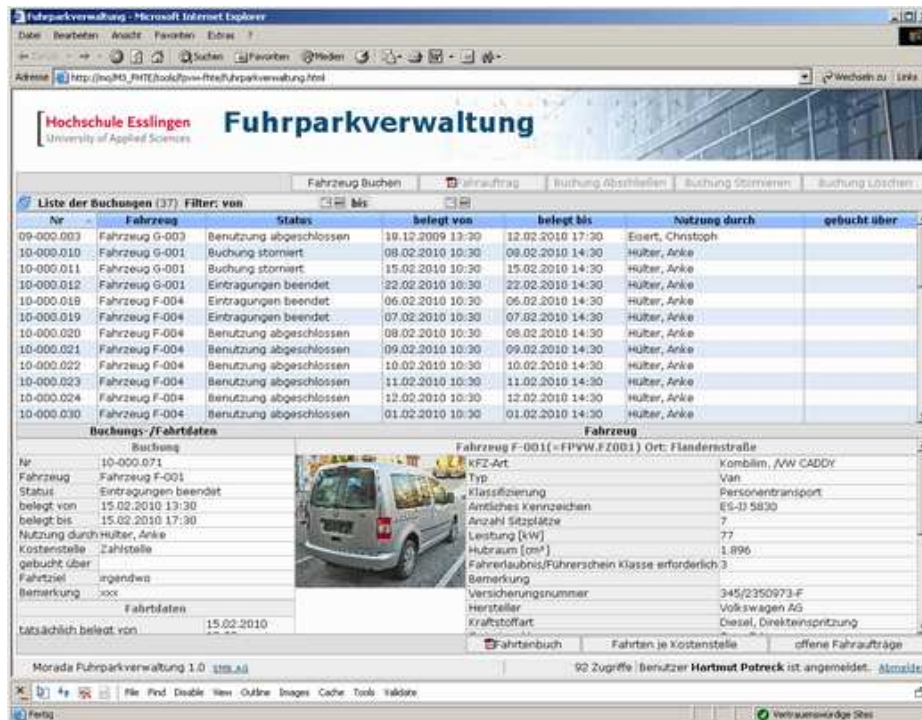 Fuhrparkverwaltung - Microsoft Internet Explorer
Datei Bearbeiten Ansicht Favoriten Extras ?
Suchen Favoriten Medien
Adresse http://mq/M3_FHTE/tools/fpvw-fhte/fuhrparkverwaltung.html Wechseln zu Links
Hochschule Esslingen
University of Applied Sciences
Fuhrparkverwaltung
Fahrzeug Buchen Fahrauftrag Buchung Abschließen Buchung Stornieren Buchung Löschen
Liste der Buchungen (37) Filter: von bis
Nr Fahrzeug Status belegt von belegt bis Nutzung durch gebucht über
09-000.003 Fahrzeug G-003 Benutzung abgeschlossen 18.12.2009 13:30 12.02.2010 17:30 Eisert, Christoph
10-000.010 Fahrzeug G-001 Buchung storniert 08.02.2010 10:30 08.02.2010 14:30 Hülter, Anke
10-000.011 Fahrzeug G-001 Buchung storniert 15.02.2010 10:30 15.02.2010 14:30 Hülter, Anke
10-000.012 Fahrzeug G-001 Eintragungen beendet 22.02.2010 10:30 22.02.2010 14:30 Hülter, Anke
10-000.018 Fahrzeug F-004 Eintragungen beendet 06.02.2010 10:30 06.02.2010 14:30 Hülter, Anke
10-000.019 Fahrzeug F-004 Eintragungen beendet 07.02.2010 10:30 07.02.2010 14:30 Hülter, Anke
10-000.020 Fahrzeug F-004 Benutzung abgeschlossen 08.02.2010 10:30 08.02.2010 14:30 Hülter, Anke
10-000.021 Fahrzeug F-004 Benutzung abgeschlossen 09.02.2010 10:30 09.02.2010 14:30 Hülter, Anke
10-000.022 Fahrzeug F-004 Benutzung abgeschlossen 10.02.2010 10:30 10.02.2010 14:30 Hülter, Anke
10-000.023 Fahrzeug F-004 Benutzung abgeschlossen 11.02.2010 10:30 11.02.2010 14:30 Hülter, Anke
10-000.024 Fahrzeug F-004 Benutzung abgeschlossen 12.02.2010 10:30 12.02.2010 14:30 Hülter, Anke
10-000.030 Fahrzeug F-004 Benutzung abgeschlossen 01.02.2010 10:30 01.02.2010 14:30 Hülter, Anke
Buchungs-/Fahrtdaten
Buchung
Nr 10-000.071
Fahrzeug Fahrzeug F-001
Status Eintragungen beendet
belegt von 15.02.2010 13:30
belegt bis 15.02.2010 17:30
Nutzung durch Hülter, Anke
Kostenstelle Zahlstelle
gebucht über
Fahrtziel irgendwo
Bemerkung xxx
Fahrtdaten
tatsächlich belegt von 15.02.2010
Fahrzeug
Fahrzeug F-001(=FPVW.FZ001) Ort: Flandernstraße
KFZ-Art Kombilim. /VW CADDY
Typ Van
Klassifizierung Personentransport
Amtliches Kennzeichen ES-D 5830
Anzahl Sitzplätze 7
Leistung [kW] 77
Hubraum [cm³] 1.896
Fahrerlaubnis/Führerschein Klasse erforderlich 3
Bemerkung
Versicherungsnummer 345/2350973-F
Hersteller Volkswagen AG
Kraftstoffart Diesel, Direkteinspritzung
Fahrtenbuch Fahrten je Kostenstelle offene Fahraufträge
Morada Fuhrparkverwaltung 1.0 SMB AG 92 Zugriffe Benutzer Hartmut Potreck ist angemeldet. Abmelden
File Find Disable View Outline Images Cache Tools Validate
Fertig Vertrauenswürdige Sites